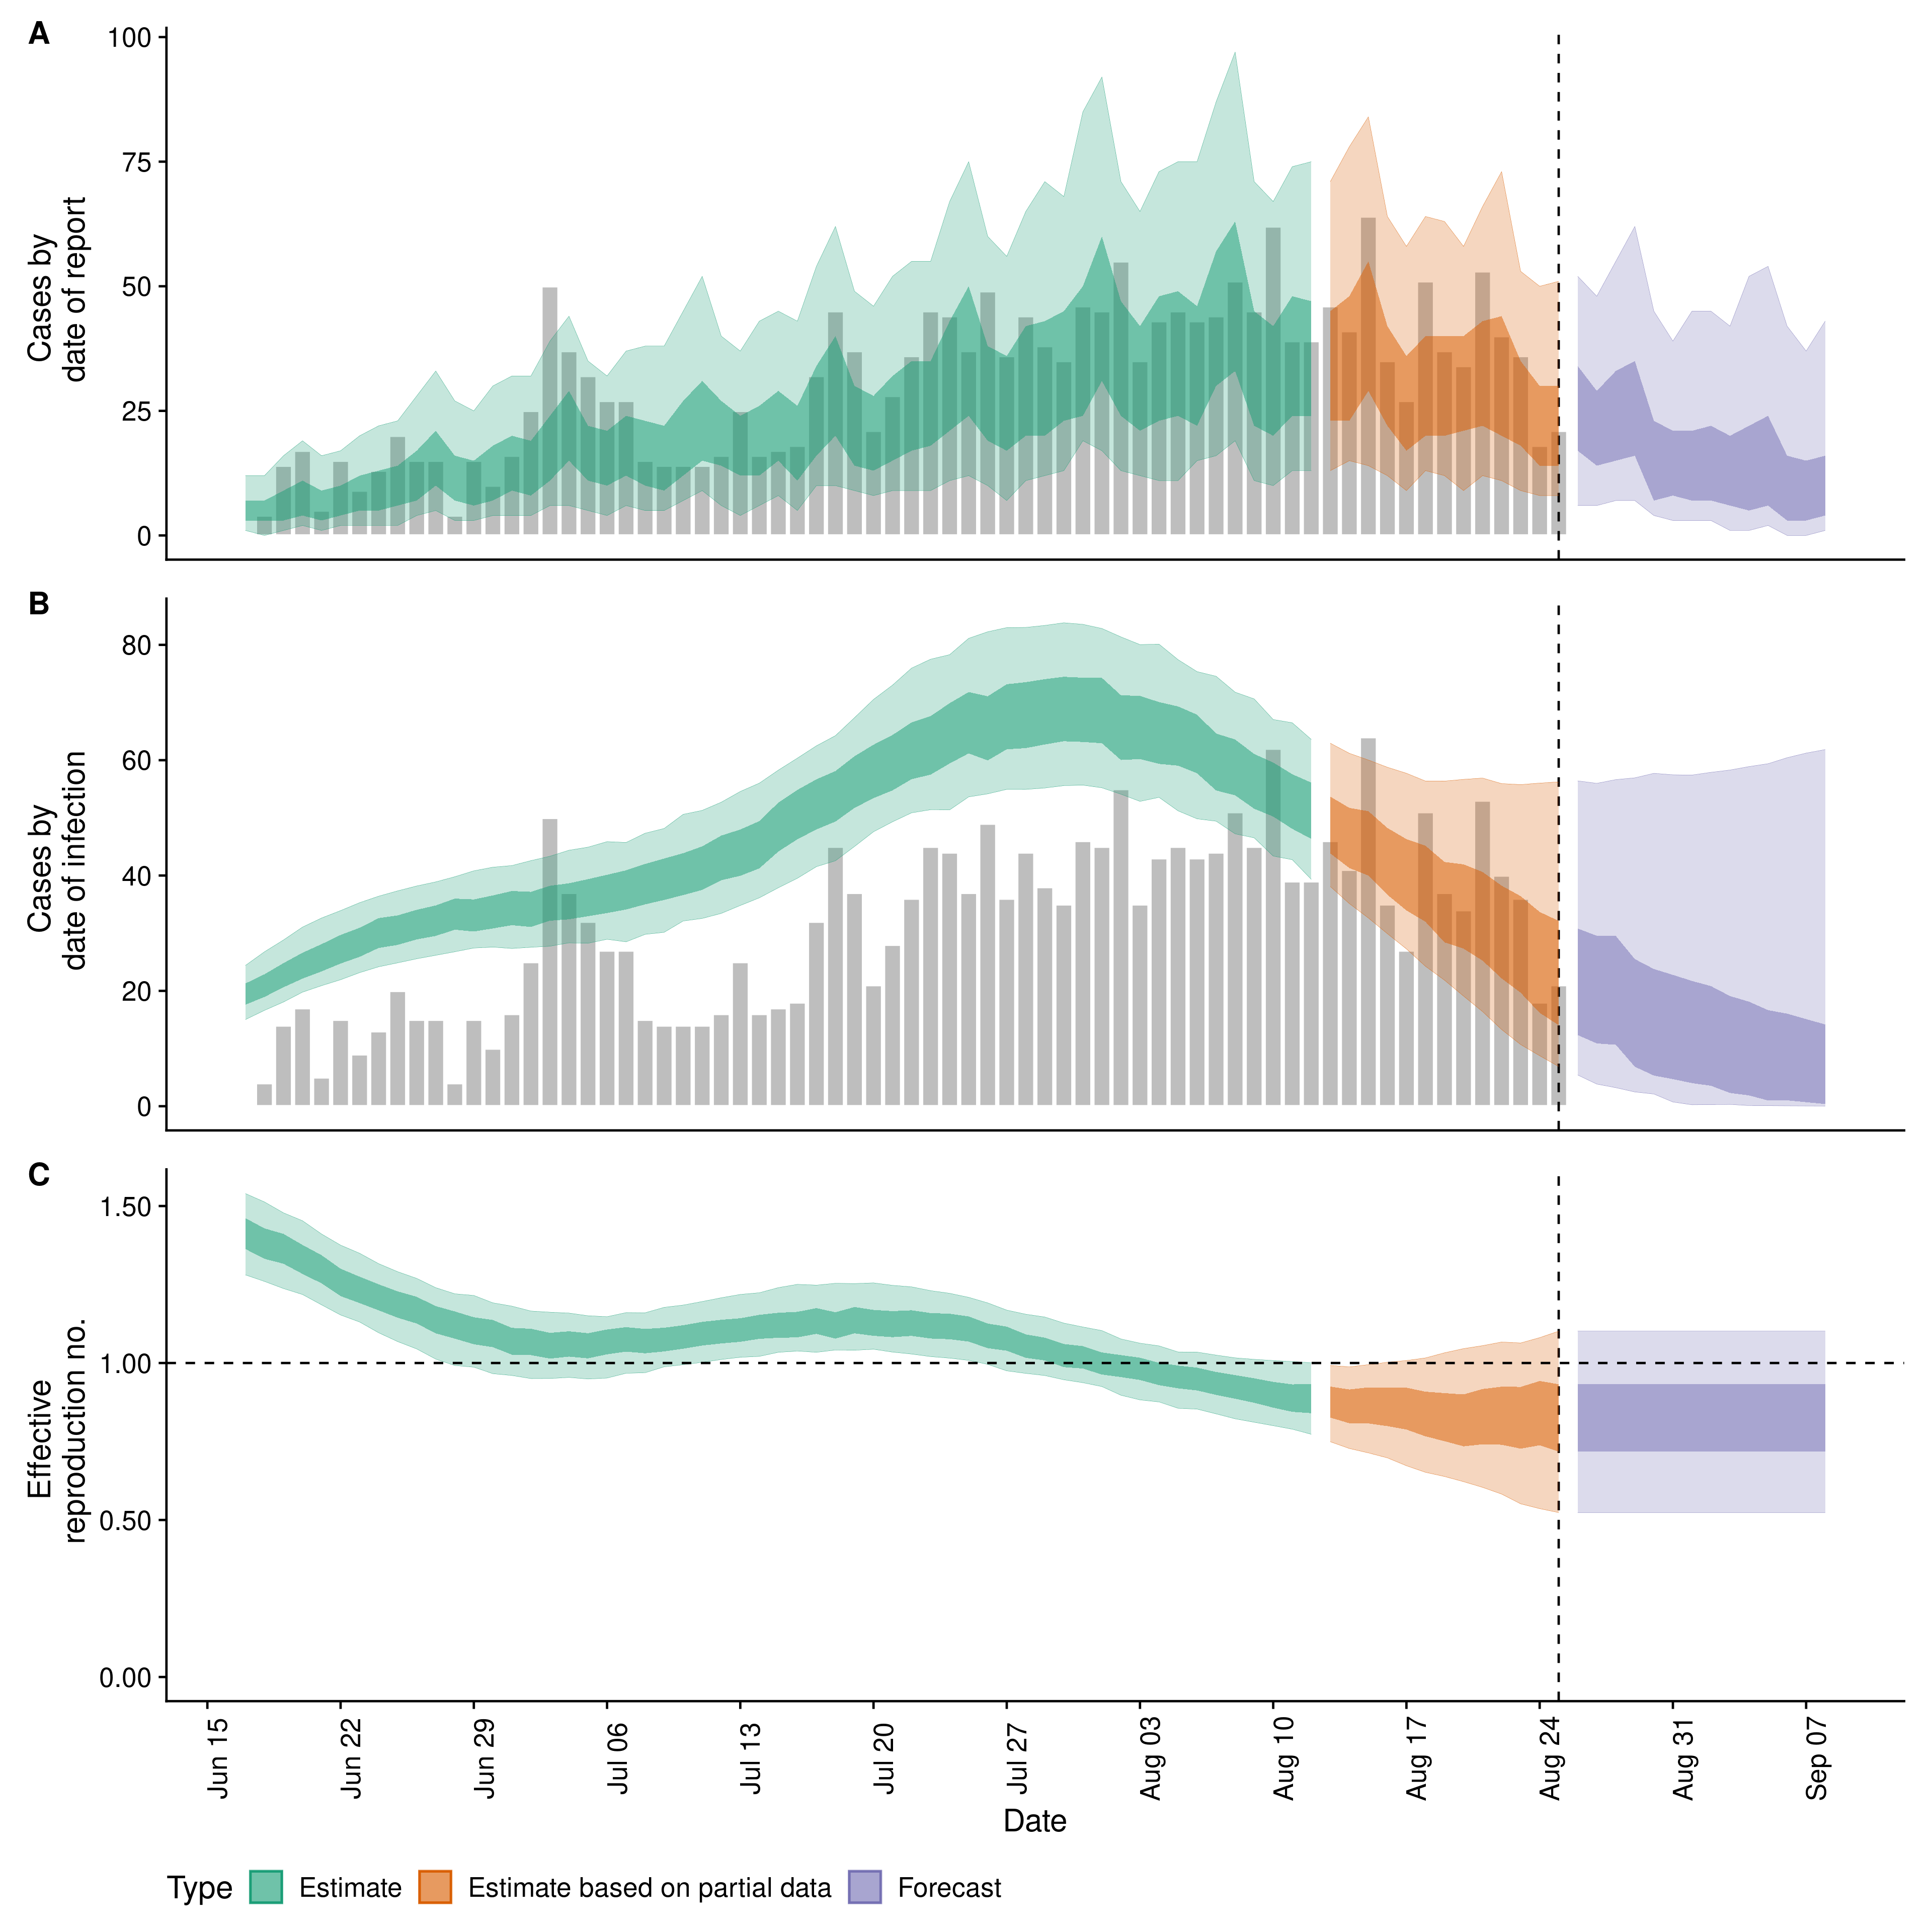 A
100
75
50
25
0
Cases by
date of report
B
80
60
40
20
0
Cases by
date of infection
C
1.50
1.00
0.50
0.00
Effective
reproduction no.
Jun 15
Jun 22
Jun 29
Jul 06
Jul 13
Jul 20
Jul 27
Aug 03
Aug 10
Aug 17
Aug 24
Aug 31
Sep 07
Date
Type Estimate Estimate based on partial data Forecast